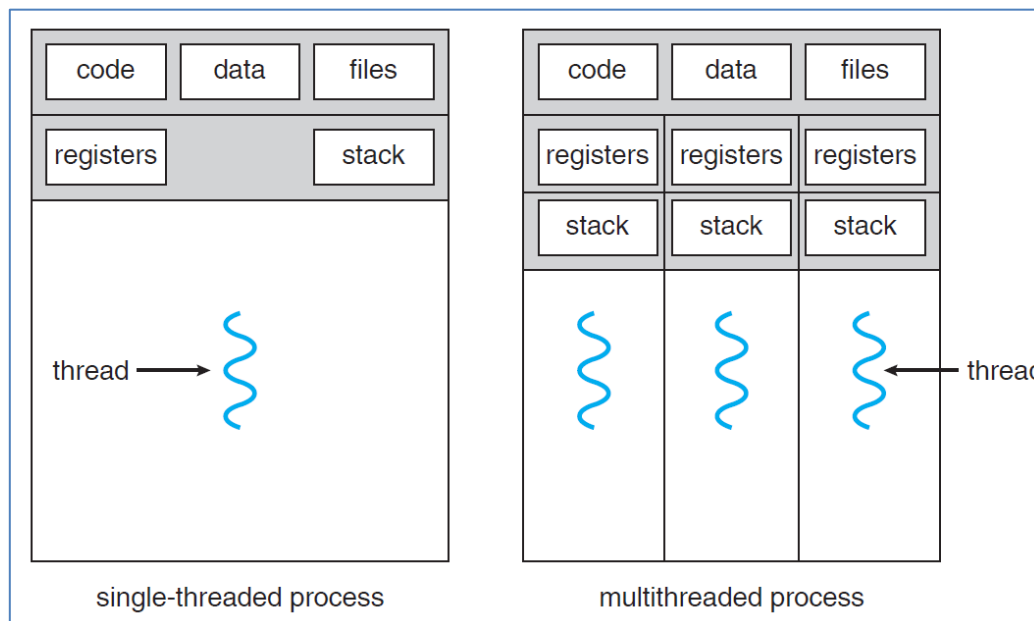 code data files code data files
registers stack registers registers registers
stack stack stack
thread thread
single-threaded process multithreaded process